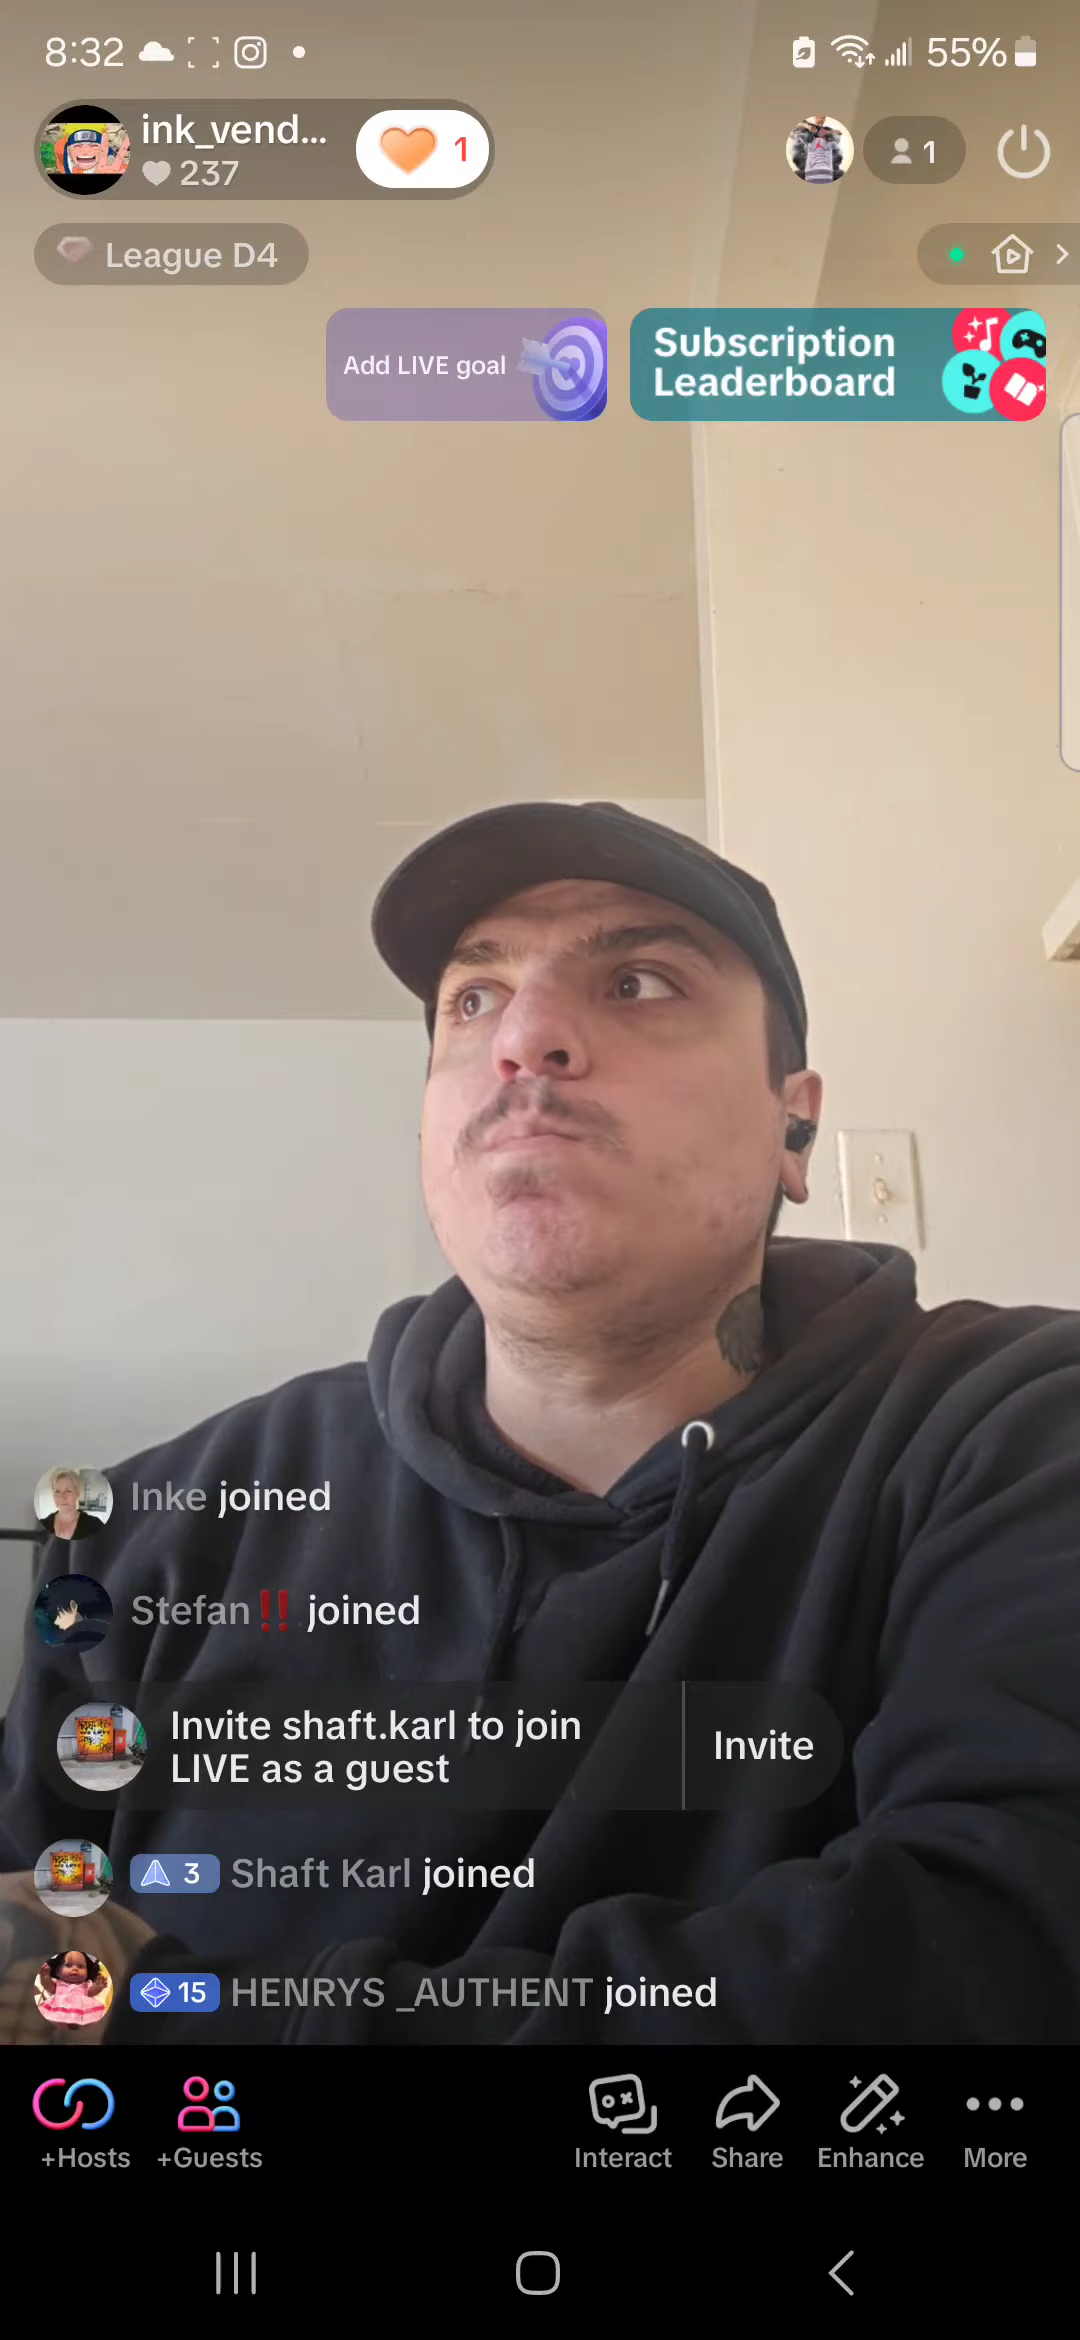 8:32
55%
ink_vend...
237
1
1
League D4
Add LIVE goal
Subscription
Leaderboard
Inke joined
Stefan‼️ joined
Invite shaft.karl to join
LIVE as a guest
Invite
3 Shaft Karl joined
15 HENRYS _AUTHENT joined
+Hosts
+Guests
Interact
Share
Enhance
More